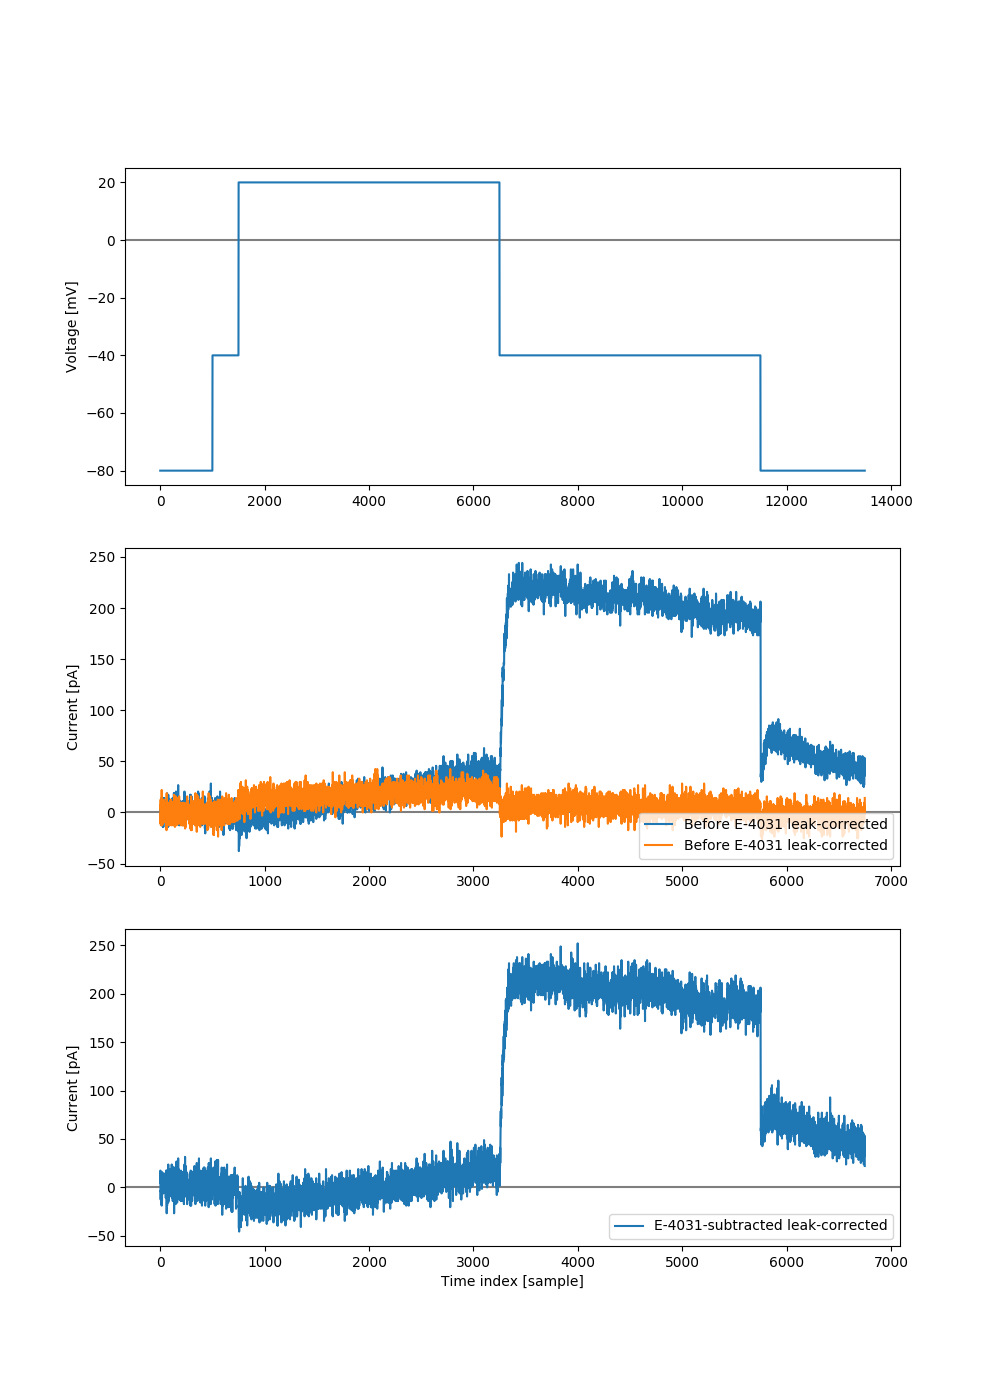 20
0
−20
−40
−60
−80
Voltage [mV]
0 2000 4000 6000 8000 10000 12000 14000
250
200
150
100
50
0
−50
Current [pA]
Before E-4031 leak-corrected
Before E-4031 leak-corrected
0 1000 2000 3000 4000 5000 6000 7000
250
200
150
100
50
0
−50
Current [pA]
E-4031-subtracted leak-corrected
0 1000 2000 3000 4000 5000 6000 7000
Time index [sample]